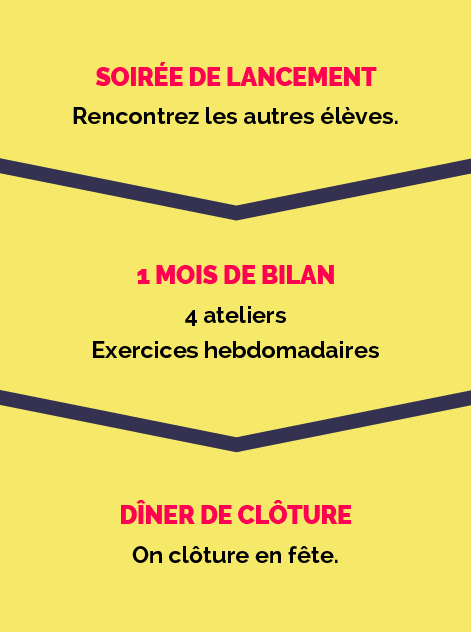 SOIRÉE DE LANCEMENT
Rencontrez les autres élèves.
1 MOIS DE BILAN
4 ateliers
Exercices hebdomadaires
DÎNER DE CLÔTURE
On clôture en fête.